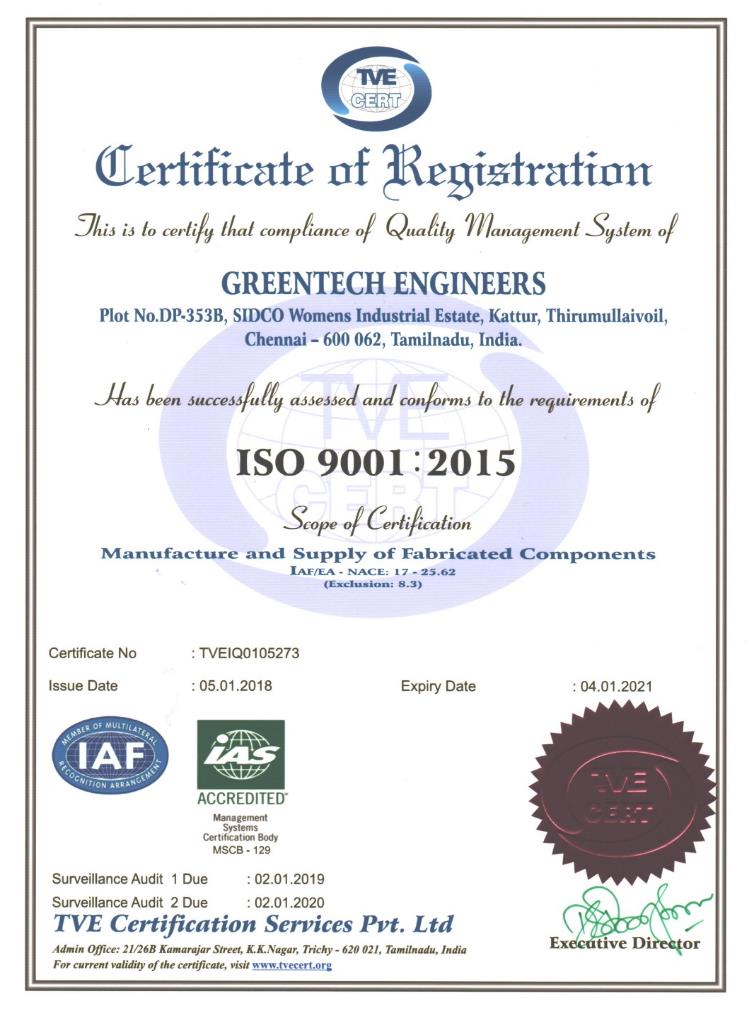 TVE
CERT
Certificate of Registration
This is to certify that compliance of Quality Management System of
GREENTECH ENGINEERS
Plot No.DP-353B, SIDCO Womens Industrial Estate, Kattur, Thirumullaivoil,
Chennai – 600 062, Tamilnadu, India.
Has been successfully assessed and conforms to the requirements of
TVE
CERT
ISO 9001:2015
Scope of Certification
Manufacture and Supply of Fabricated Components
IAF/EA - NACE: 17 - 25.62
(Exclusion: 8.3)
Certificate No : TVEIQ0105273
Issue Date : 05.01.2018 Expiry Date : 04.01.2021
MEMBER OF MULTILATERAL
IAF
RECOGNITION ARRANGEMENT
IAS
ACCREDITED
Management
Systems
Certification Body
MSCB - 129
TVE
CERT
Surveillance Audit 1 Due : 02.01.2019
Surveillance Audit 2 Due : 02.01.2020
TVE Certification Services Pvt. Ltd
Executive Director
Admin Office: 21/26B Kamarajar Street, K.K.Nagar, Trichy - 620 021, Tamilnadu, India
For current validity of the certificate, visit www.tvecert.org